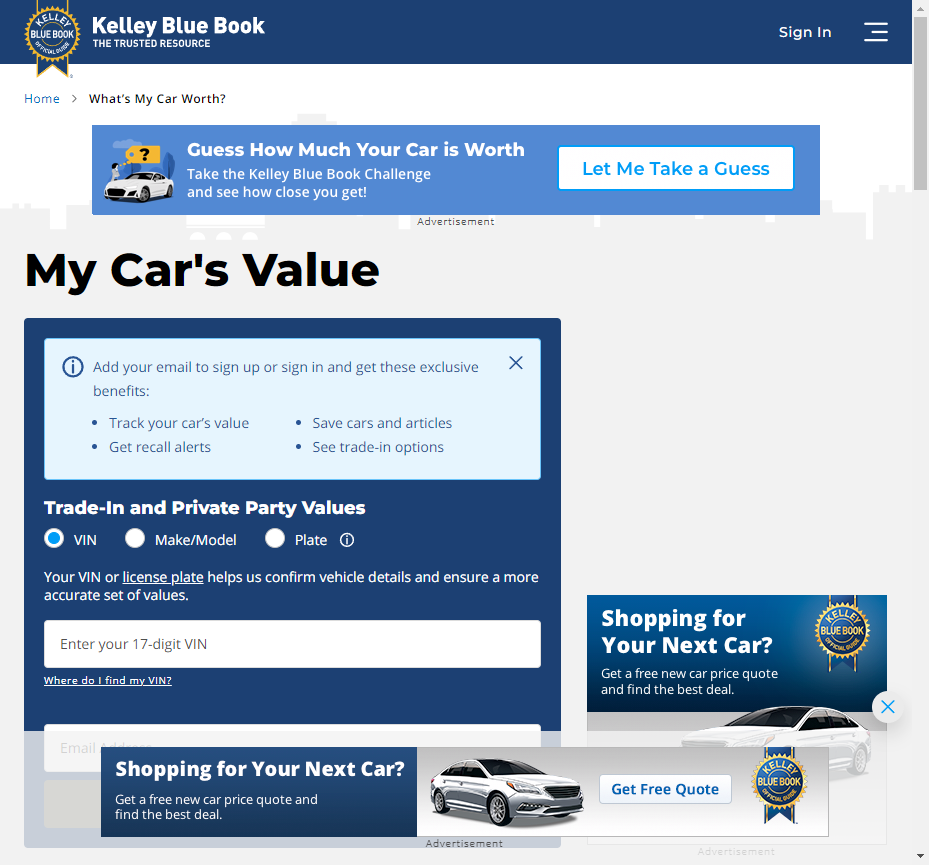 KELLEY
BLUE BOOK
OFFICIAL GUIDE
Kelley Blue Book
THE TRUSTED RESOURCE
Sign In
Home > What's My Car Worth?
?
Guess How Much Your Car is Worth
Take the Kelley Blue Book Challenge
and see how close you get!
Let Me Take a Guess
Advertisement
My Car's Value
Add your email to sign up or sign in and get these exclusive
benefits:
• Track your car's value
• Save cars and articles
• Get recall alerts
• See trade-in options
Trade-In and Private Party Values
VIN
Make/Model
Plate
Your VIN or license plate helps us confirm vehicle details and ensure a more
accurate set of values.
Enter your 17-digit VIN
Where do I find my VIN?
Email Address
Shopping for
Your Next Car?
Get a free new car price quote
and find the best deal.
KELLEY
BLUE BOOK
OFFICIAL GUIDE
Shopping for Your Next Car?
Get a free new car price quote and
find the best deal.
Get Free Quote
KELLEY
BLUE BOOK
OFFICIAL GUIDE
Advertisement
Advertisement